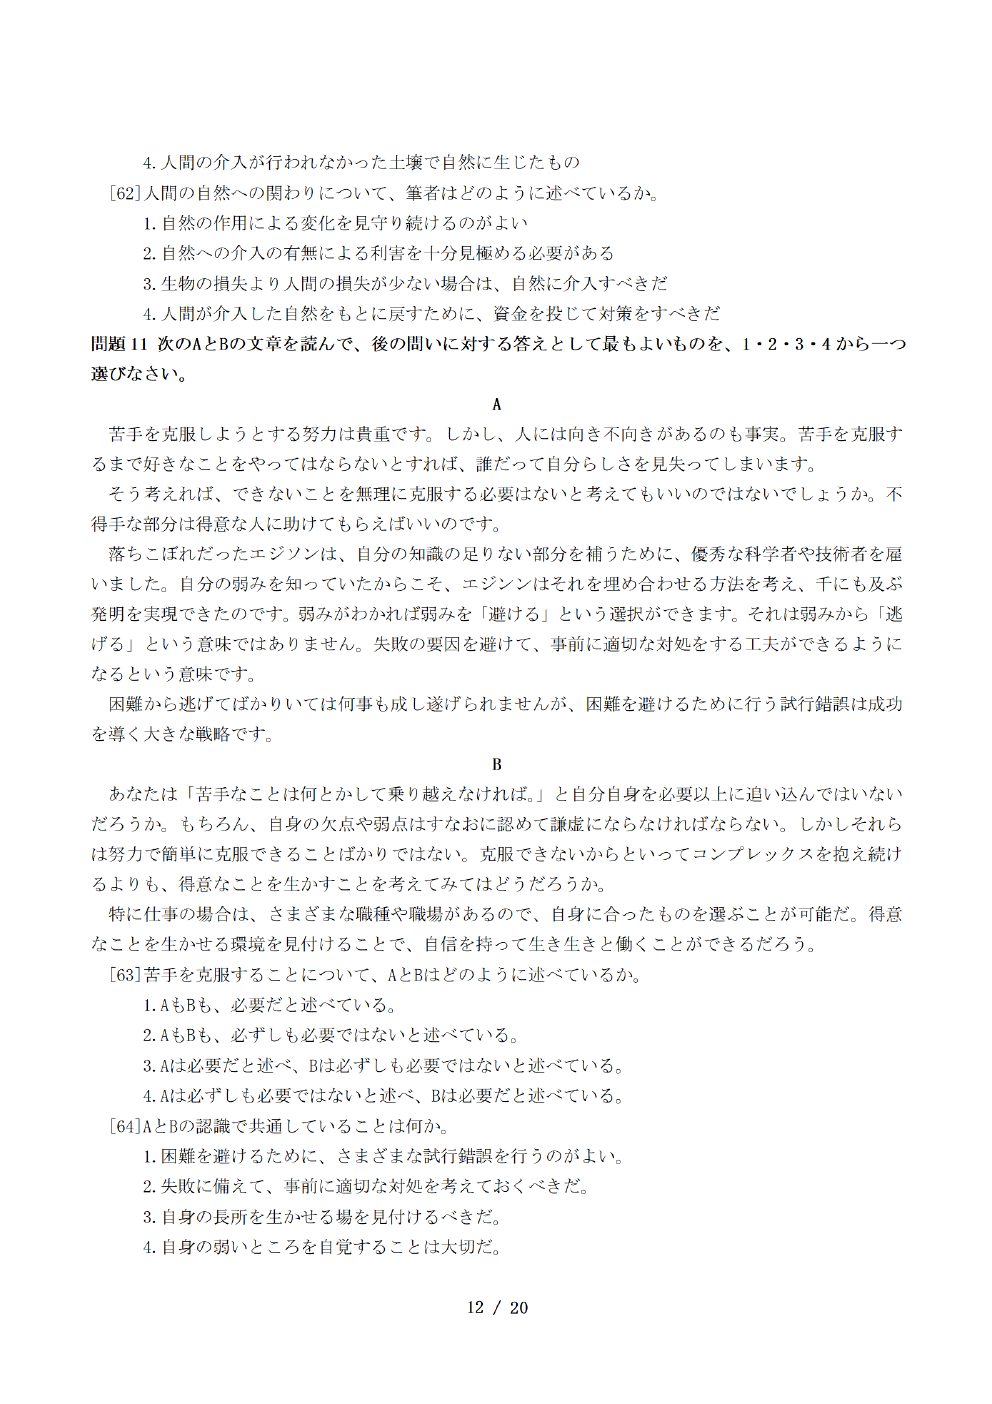 4.人間の介入が行われなかった土壌で自然に生じたもの
[62]人間の自然への関わりについて、筆者はどのように述べているか。
1.自然の作用による変化を見守り続けるのがよい
2.自然への介入の有無による利害を十分見極める必要がある
3.生物の損失より人間の損失が少ない場合は、自然に介入すべきだ
4.人間が介入した自然をもとに戻すために、資金を投じて対策をすべきだ
問題11 次のAとBの文章を読んで、後の問いに対する答えとして最もよいものを、1・2・3・4から一つ
選びなさい。
A
苦手を克服しようとする努力は貴重です。しかし、人には向き不向きがあるのも事実。苦手を克服す
るまで好きなことをやってはならないとすれば、誰だって自分らしさを見失ってしまいます。
そう考えれば、できないことを無理に克服する必要はないと考えてもいいのではないでしょうか。不
得手な部分は得意な人に助けてもらえばいいのです。
落ちこぼれだったエジソンは、自分の知識の足りない部分を補うために、優秀な科学者や技術者を雇
いました。自分の弱みを知っていたからこそ、エジンンはそれを埋め合わせる方法を考え、千にも及ぶ
発明を実現できたのです。弱みがわかれば弱みを「避ける」という選択ができます。それは弱みから「逃
げる」という意味ではありません。失敗の要因を避けて、事前に適切な対処をする工夫ができるように
なるという意味です。
困難から逃げてばかりいては何事も成し遂げられませんが、困難を避けるために行う試行錯誤は成功
を導く大きな戦略です。
B
あなたは「苦手なことは何とかして乗り越えなければ。」と自分自身を必要以上に追い込んではいない
だろうか。もちろん、自身の欠点や弱点はすなおに認めて謙虚にならなければならない。しかしそれら
は努力で簡単に克服できることばかりではない。克服できないからといってコンプレックスを抱え続け
るよりも、得意なことを生かすことを考えてみてはどうだろうか。
特に仕事の場合は、さまざまな職種や職場があるので、自身に合ったものを選ぶことが可能だ。得意
なことを生かせる環境を見付けることで、自信を持って生き生きと働くことができるだろう。
[63]苦手を克服することについて、AとBはどのように述べているか。
1.AもBも、必要だと述べている。
2.AもBも、必ずしも必要ではないと述べている。
3.Aは必要だと述べ、Bは必ずしも必要ではないと述べている。
4.Aは必ずしも必要ではないと述べ、Bは必要だと述べている。
[64]AとBの認識で共通していることは何か。
1.困難を避けるために、さまざまな試行錯誤を行うのがよい。
2.失敗に備えて、事前に適切な対処を考えておくべきだ。
3.自身の長所を生かせる場を見付けるべきだ。
4.自身の弱いところを自覚することは大切だ。
12 / 20